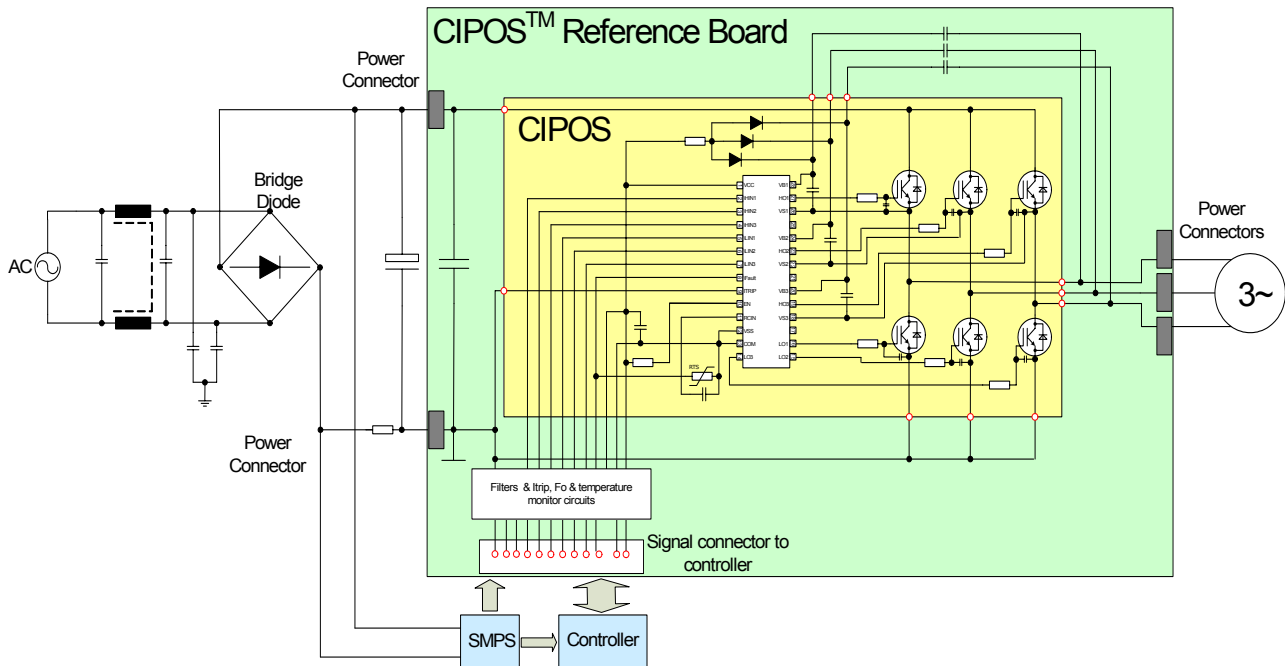 CIPOS™ Reference Board
Power
Connector
CIPOS
Bridge
Diode
AC
Power
Connectors
3~
VCC
HIN1
HIN2
HIN3
LIN1
LIN2
LIN3
Fault
ITRIP
EN
RCIN
VSS
COM
LO3
VB1
HO1
VS1
VB2
HO2
VS2
VB3
HO3
VS3
LO1
LO2
RTS
Power
Connector
Filters & Itrip, Fo & temperature
monitor circuits
Signal connector to
controller
SMPS
Controller